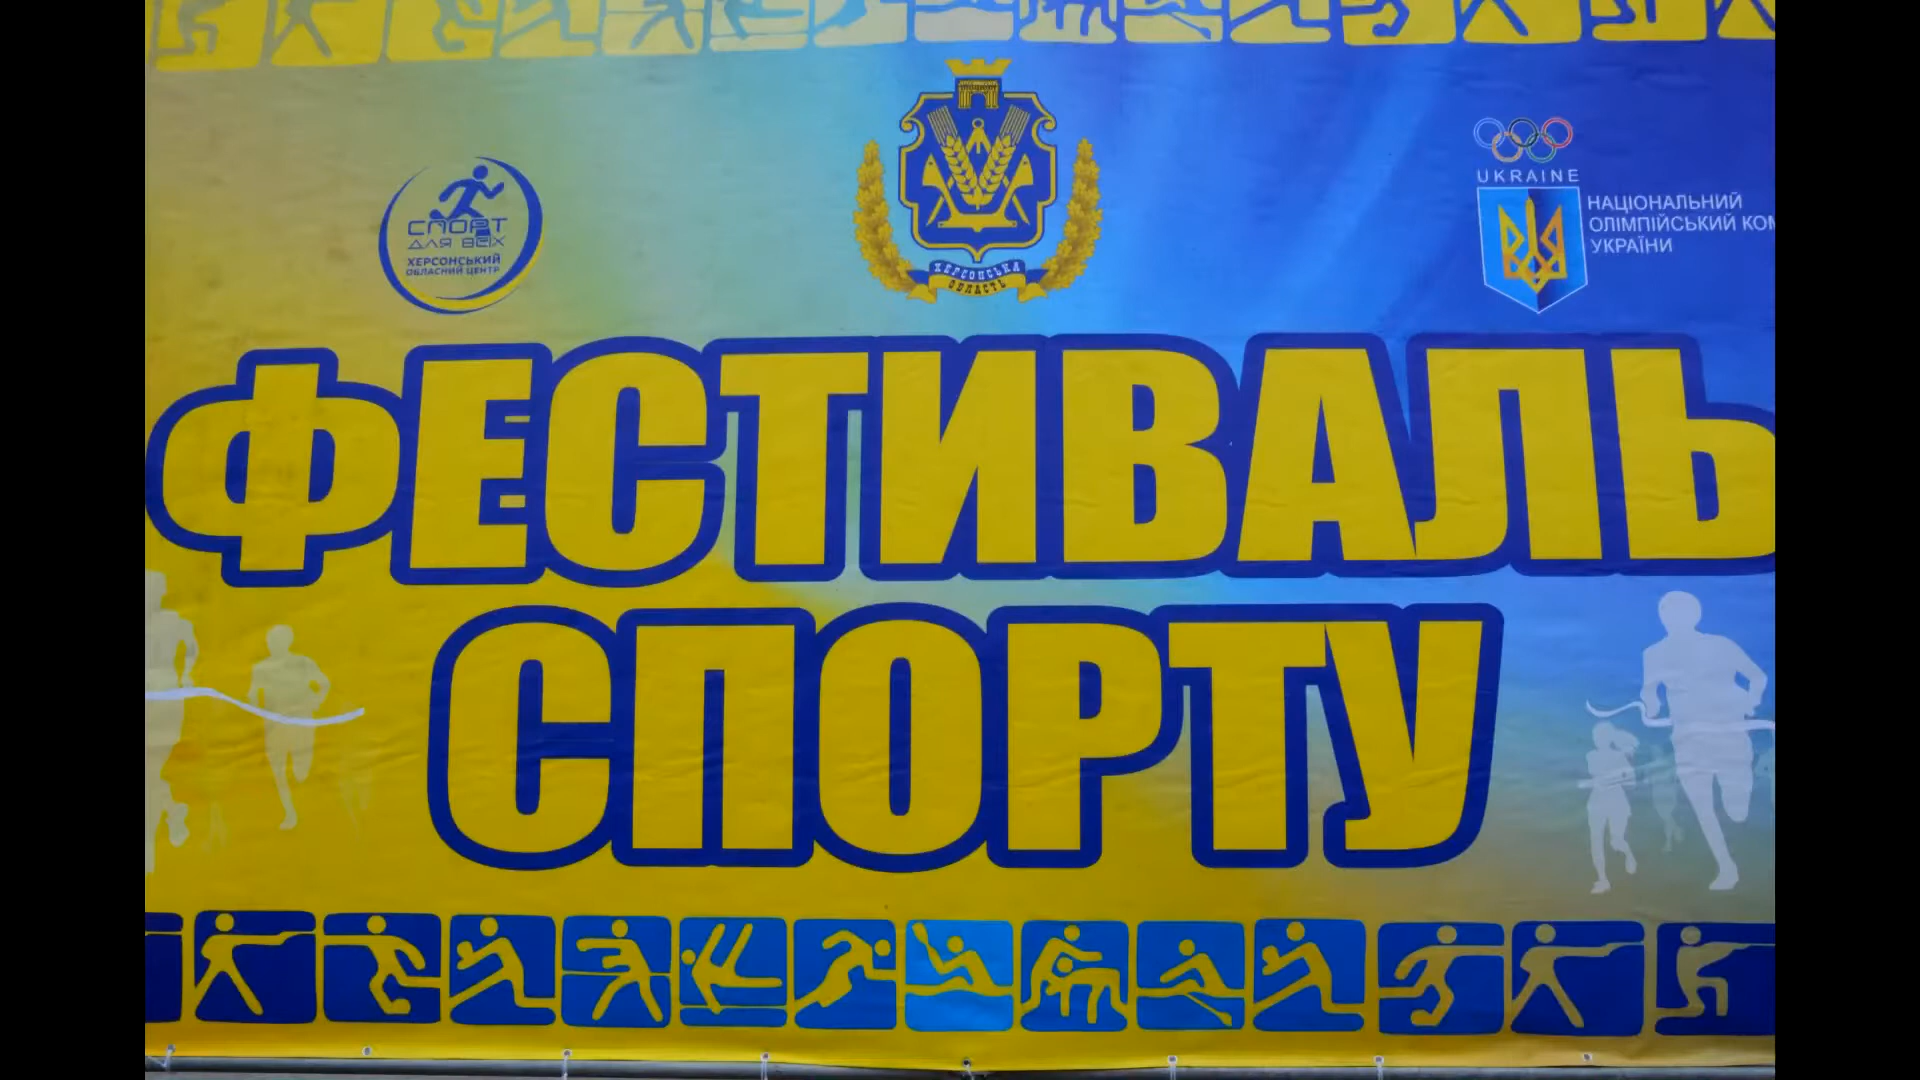 СПОРТ
ДЛЯ ВСІХ
ХЕРСОНСЬКИЙ
ОБЛАСНИЙ ЦЕНТР
ХЕРСОНСЬКА
ОБЛАСТЬ
UKRAINE
НАЦІОНАЛЬНИЙ
ОЛІМПІЙСЬКИЙ КОМ
УКРАЇНИ
ФЕСТИВАЛЬ
СПОРТУ